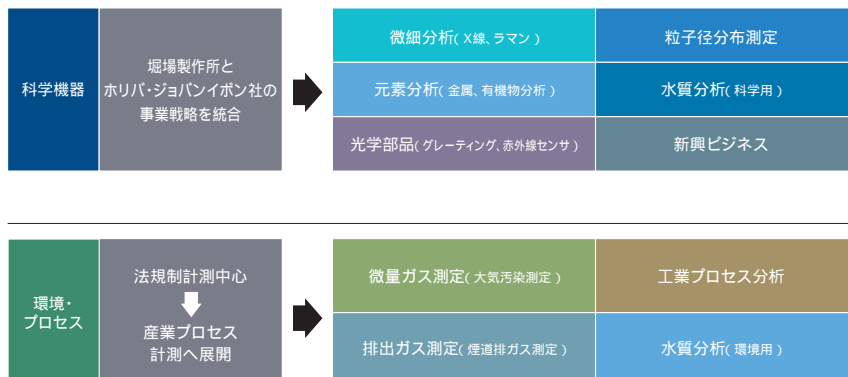 科学機器
堀場製作所と
ホリバ・ジョバンイボン社の
事業戦略を統合
微細分析( X線、ラマン )
粒子径分布測定
元素分析( 金属、有機物分析 )
水質分析( 科学用 )
光学部品( グレーティング、赤外線センサ )
新興ビジネス
環境・
プロセス
法規制計測中心
産業プロセス
計測へ展開
微量ガス測定( 大気汚染測定 )
工業プロセス分析
排出ガス測定( 煙道排ガス測定 )
水質分析( 環境用 )